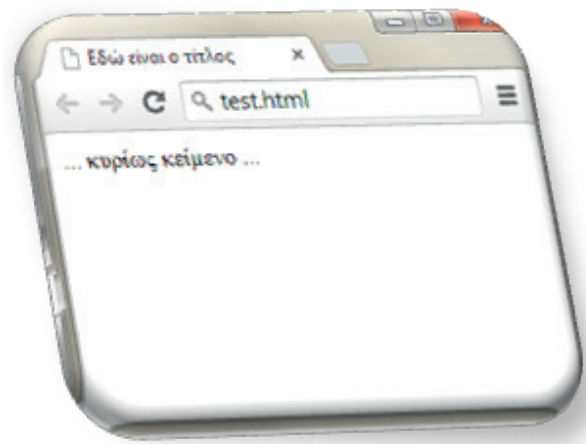 Εδώ είναι ο τίτλος
test.html
... κυρίως κείμενο ...